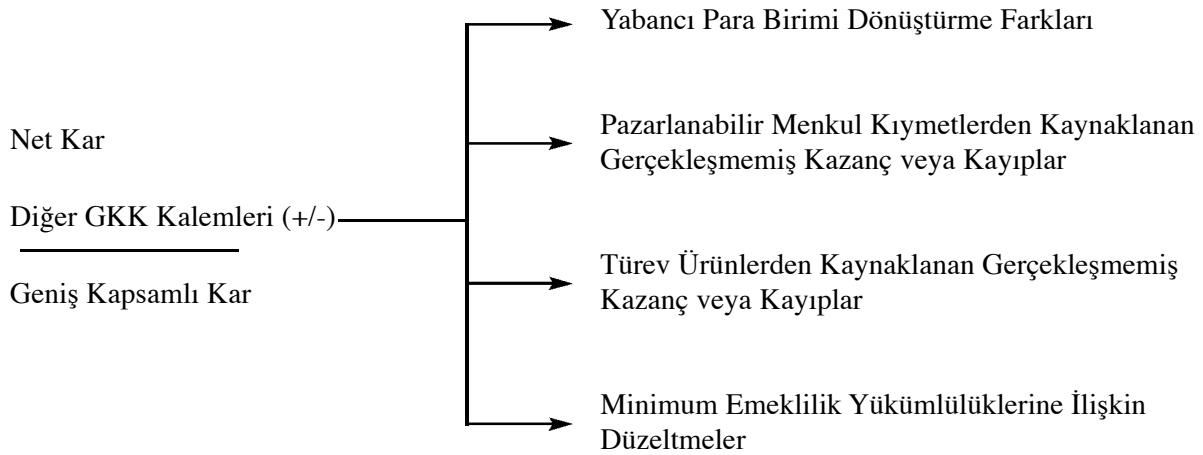 Yabancı Para Birimi Dönüştürme Farkları
Net Kar
Pazarlanabilir Menkul Kıymetlerden Kaynaklanan
Gerçekleşmemiş Kazanç veya Kayıplar
Diğer GKK Kalemleri (+/-)
Geniş Kapsamlı Kar
Türev Ürünlerden Kaynaklanan Gerçekleşmemiş
Kazanç veya Kayıplar
Minimum Emeklilik Yükümlülüklerine İlişkin
Düzeltmeler